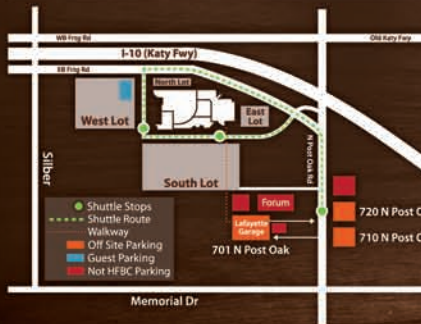 WB Frng Rd
Old Katy Fwy
I-10 (Katy Fwy)
EB Frng Rd
North Lot
West Lot
East Lot
N Post Oak Rd
Silber
South Lot
Shuttle Stops
Shuttle Route
Walkway
Off Site Parking
Guest Parking
Not HFBC Parking
Forum
Lafayette Garage
701 N Post Oak
720 N Post O
710 N Post O
Memorial Dr